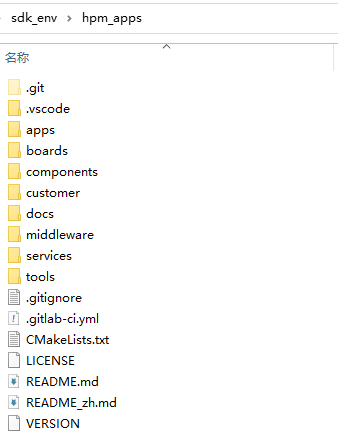 sdk_env > hpm_apps
名称
.git
.vscode
apps
boards
components
customer
docs
middleware
services
tools
.gitignore
.gitlab-ci.yml
CMakeLists.txt
LICENSE
README.md
README_zh.md
VERSION